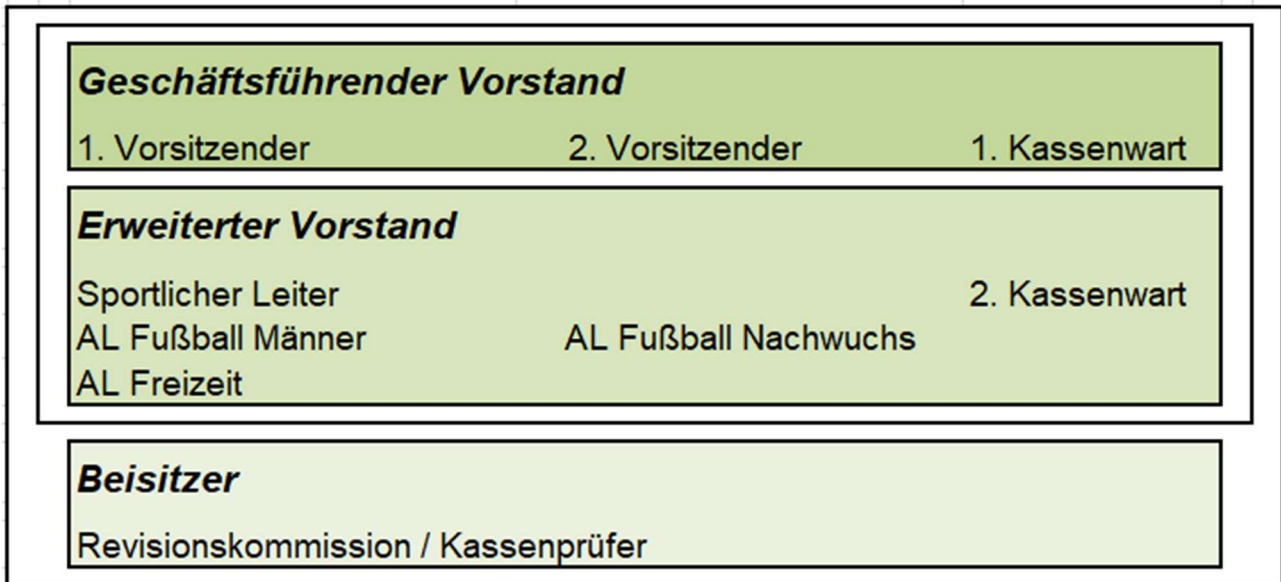 Geschäftsführender Vorstand
1. Vorsitzender 2. Vorsitzender 1. Kassenwart
Erweiterter Vorstand
Sportlicher Leiter 2. Kassenwart
AL Fußball Männer AL Fußball Nachwuchs
AL Freizeit
Beisitzer
Revisionskommission / Kassenprüfer